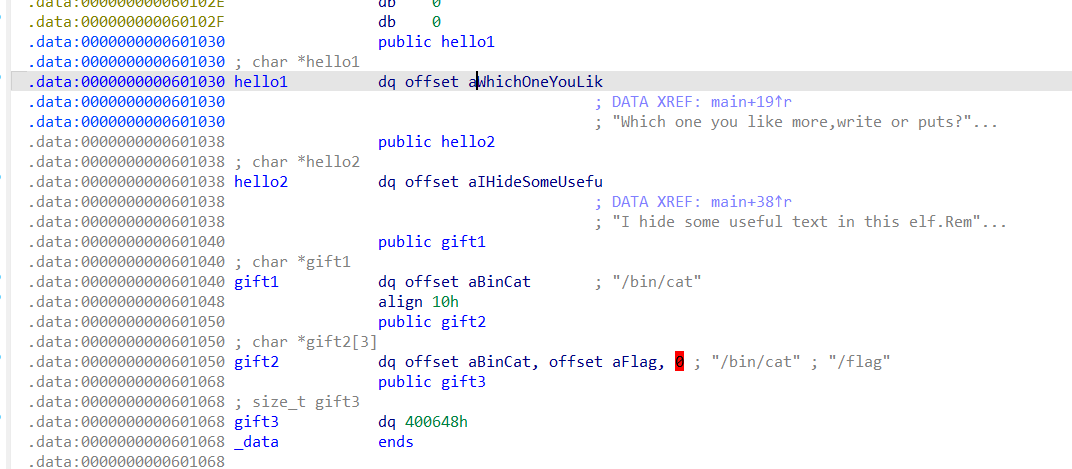 .data:000000000060102E                 db    0
.data:000000000060102F                 db    0
.data:0000000000601030                 public hello1
.data:0000000000601030 ; char *hello1
.data:0000000000601030 hello1          dq offset aWhichOneYouLik
.data:0000000000601030                                         ; DATA XREF: main+19↑r
.data:0000000000601030                                         ; "Which one you like more,write or puts?"...
.data:0000000000601038                 public hello2
.data:0000000000601038 ; char *hello2
.data:0000000000601038 hello2          dq offset aIHideSomeUsefu
.data:0000000000601038                                         ; DATA XREF: main+38↑r
.data:0000000000601038                                         ; "I hide some useful text in this elf.Rem"...
.data:0000000000601040                 public gift1
.data:0000000000601040 ; char *gift1
.data:0000000000601040 gift1           dq offset aBinCat       ; "/bin/cat"
.data:0000000000601048                 align 10h
.data:0000000000601050                 public gift2
.data:0000000000601050 ; char *gift2[3]
.data:0000000000601050 gift2           dq offset aBinCat, offset aFlag, 0 ; "/bin/cat" ; "/flag"
.data:0000000000601068                 public gift3
.data:0000000000601068 ; size_t gift3
.data:0000000000601068 gift3           dq 400648h
.data:0000000000601068 _data           ends
.data:0000000000601068